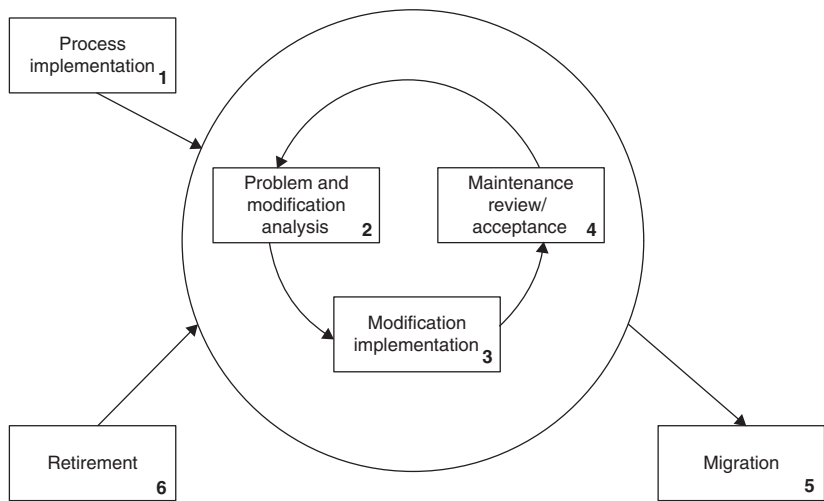 Process
implementation 1
Problem and
modification
analysis 2
Maintenance
review/
acceptance 4
Modification
implementation 3
Retirement
6
Migration
5